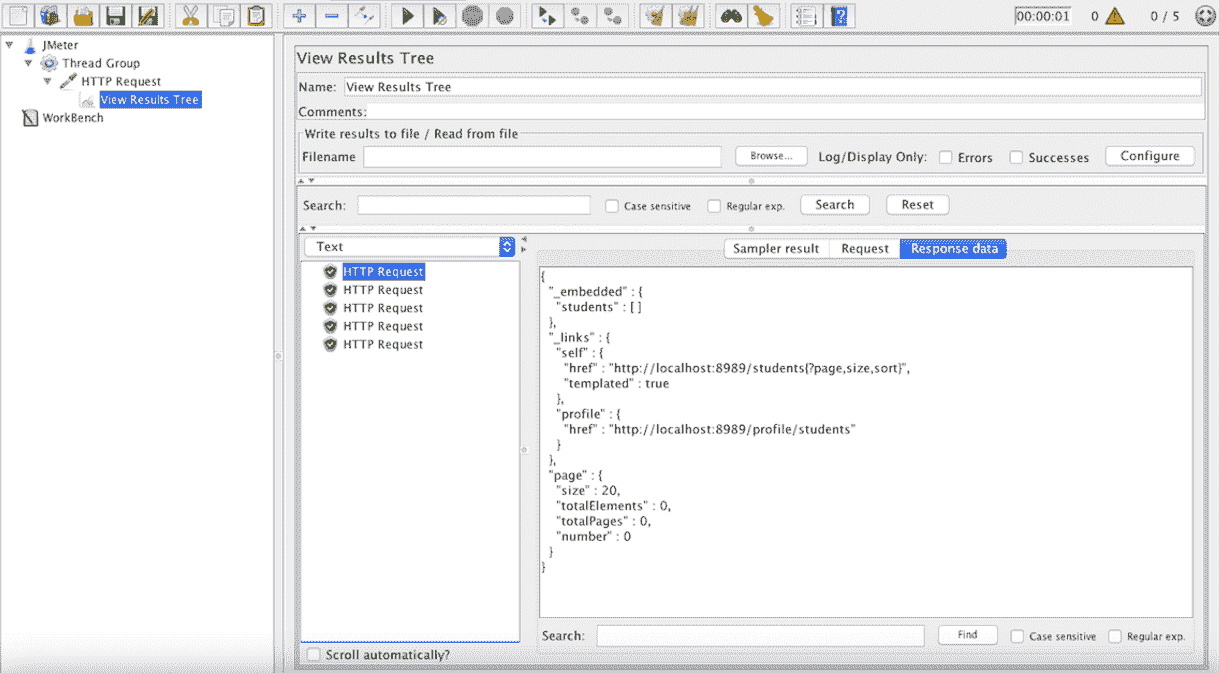 00:00:01 0 0 / 5
JMeter
Thread Group
HTTP Request
View Results Tree
WorkBench
View Results Tree
Name: View Results Tree
Comments:
Write results to file / Read from file
Filename Browse... Log/Display Only: Errors Successes Configure
Search: Case sensitive Regular exp. Search Reset
Text
HTTP Request
HTTP Request
HTTP Request
HTTP Request
HTTP Request
Scroll automatically?
Sampler result Request Response data
{
"_embedded" : {
"students" : [ ]
},
"_links" : {
"self" : {
"href" : "http://localhost:8989/students{?page,size,sort}",
"templated" : true
},
"profile" : {
"href" : "http://localhost:8989/profile/students"
}
},
"page" : {
"size" : 20,
"totalElements" : 0,
"totalPages" : 0,
"number" : 0
}
}
Search: Find Case sensitive Regular exp.